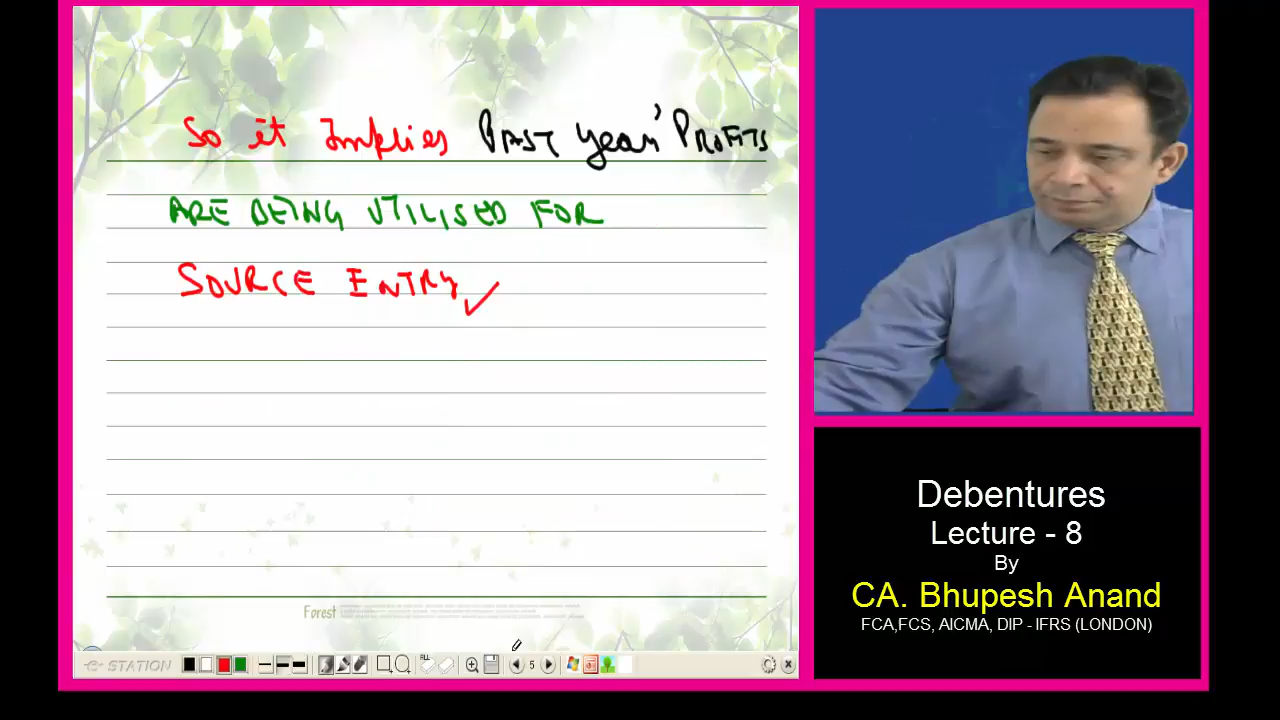 So it Implies PAST year' PROFITS
ARE BEING UTILISED FOR
SOURCE ENTRY
Forest
e-STATION
ALL
5
Debentures
Lecture - 8
By
CA. Bhupesh Anand
FCA,FCS, AICMA, DIP - IFRS (LONDON)